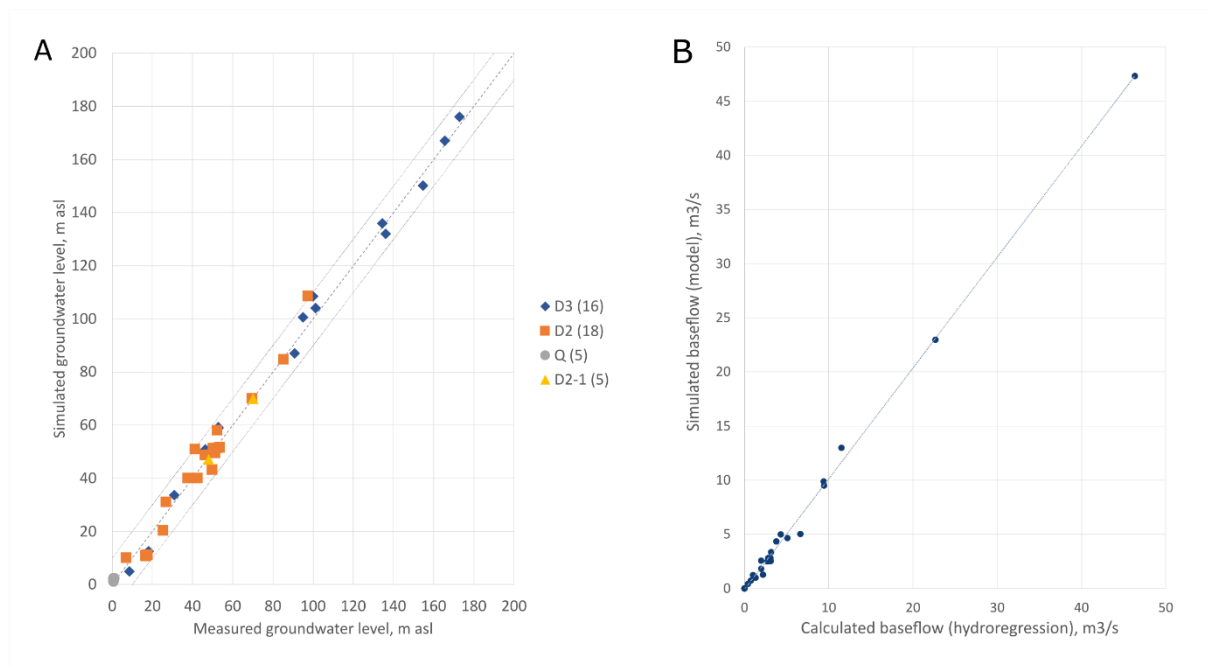 A
200
180
160
140
120
100
80
60
40
20
0
0 20 40 60 80 100 120 140 160 180 200
Simulated groundwater level, m asl
Measured groundwater level, m asl
D3 (16)
D2 (18)
Q (5)
D2-1 (5)
B
50
45
40
35
30
25
20
15
10
5
0
0 10 20 30 40 50
Simulated baseflow (model), m3/s
Calculated baseflow (hydroregression), m3/s